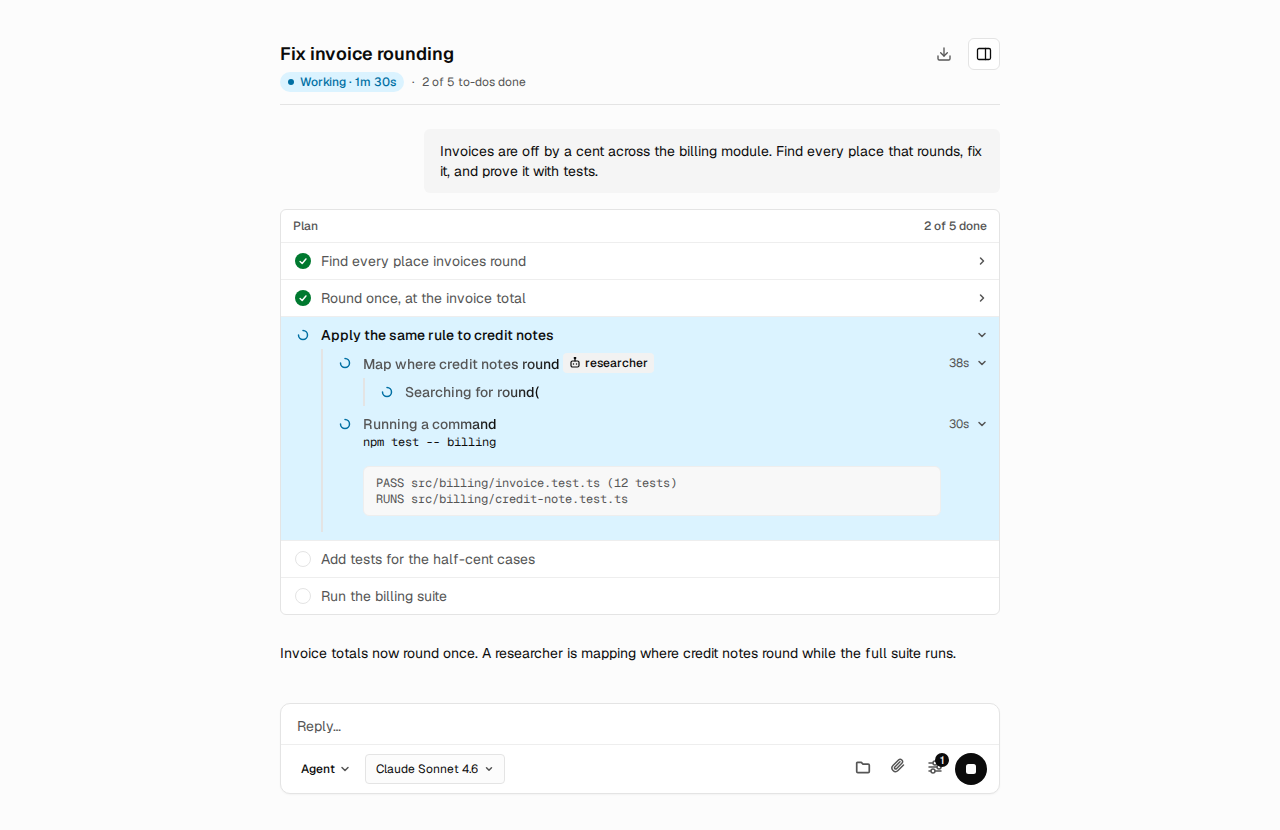 Fix invoice rounding
Working · 1m 30s · 2 of 5 to-dos done
Invoices are off by a cent across the billing module. Find every place that rounds, fix
it, and prove it with tests.
Plan 2 of 5 done
Find every place invoices round
Round once, at the invoice total
Apply the same rule to credit notes
Map where credit notes round researcher 38s
Searching for round(
Running a command 30s
npm test -- billing
PASS src/billing/invoice.test.ts (12 tests)
RUNS src/billing/credit-note.test.ts
Add tests for the half-cent cases
Run the billing suite
Invoice totals now round once. A researcher is mapping where credit notes round while the full suite runs.
Reply…
Agent Claude Sonnet 4.6 1